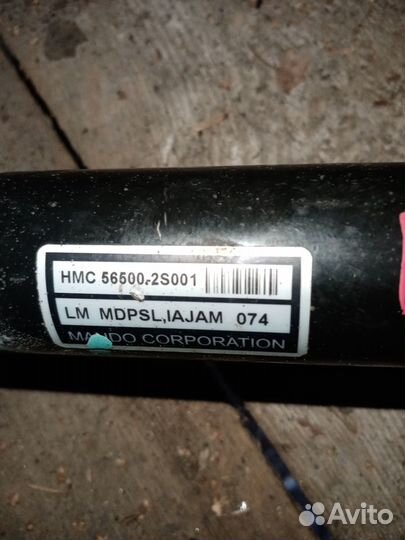 HMC 56500-2S001
LM MDPSL,IAJAM 074
MANDO CORPORATION
Avito